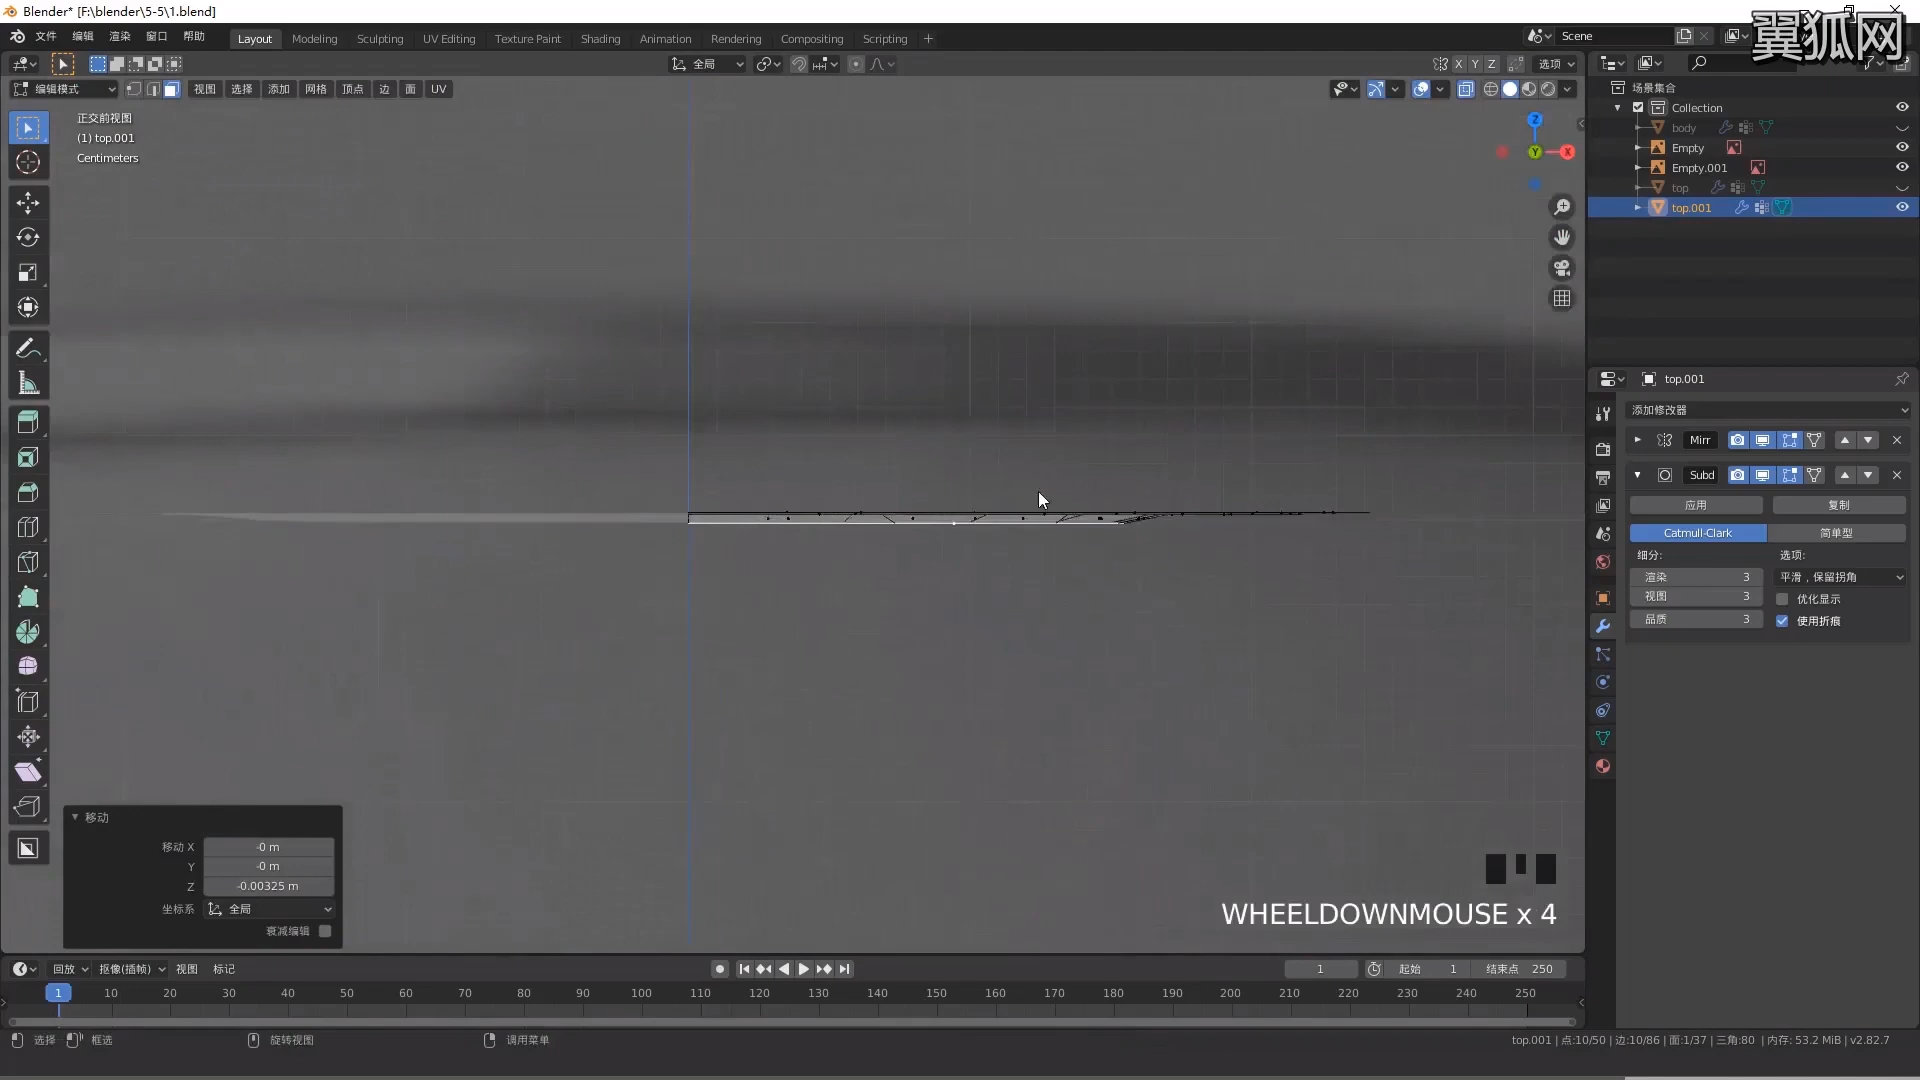 Blender* [F:\blender\5-5\1.blend]
翼狐网
文件 编辑 渲染 窗口 帮助
Layout Modeling Sculpting UV Editing Texture Paint Shading Animation Rendering Compositing Scripting +
Scene
全局
X Y Z 选项
编辑模式 视图 选择 添加 网格 顶点 边 面 UV
场景集合
Collection
body
Empty
Empty.001
top
top.001
正交前视图
(1) top.001
Centimeters
Z
Y
X
top.001
添加修改器
Mirr
Subd
应用 复制
Catmull-Clark 简单型
细分: 选项:
渲染 3 平滑，保留拐角
视图 3 优化显示
品质 3 使用折痕
移动
移动 X -0 m
Y -0 m
Z -0.00325 m
坐标系 全局
衰减编辑
WHEELDOWNMOUSE x 4
回放 抠像(插帧) 视图 标记
1 起始 1 结束点 250
1 10 20 30 40 50 60 70 80 90 100 110 120 130 140 150 160 170 180 190 200 210 220 230 240 250
选择 框选 旋转视图 调用菜单
top.001 | 点:10/50 | 边:10/86 | 面:1/37 | 三角:80 | 内存: 53.2 MiB | v2.82.7